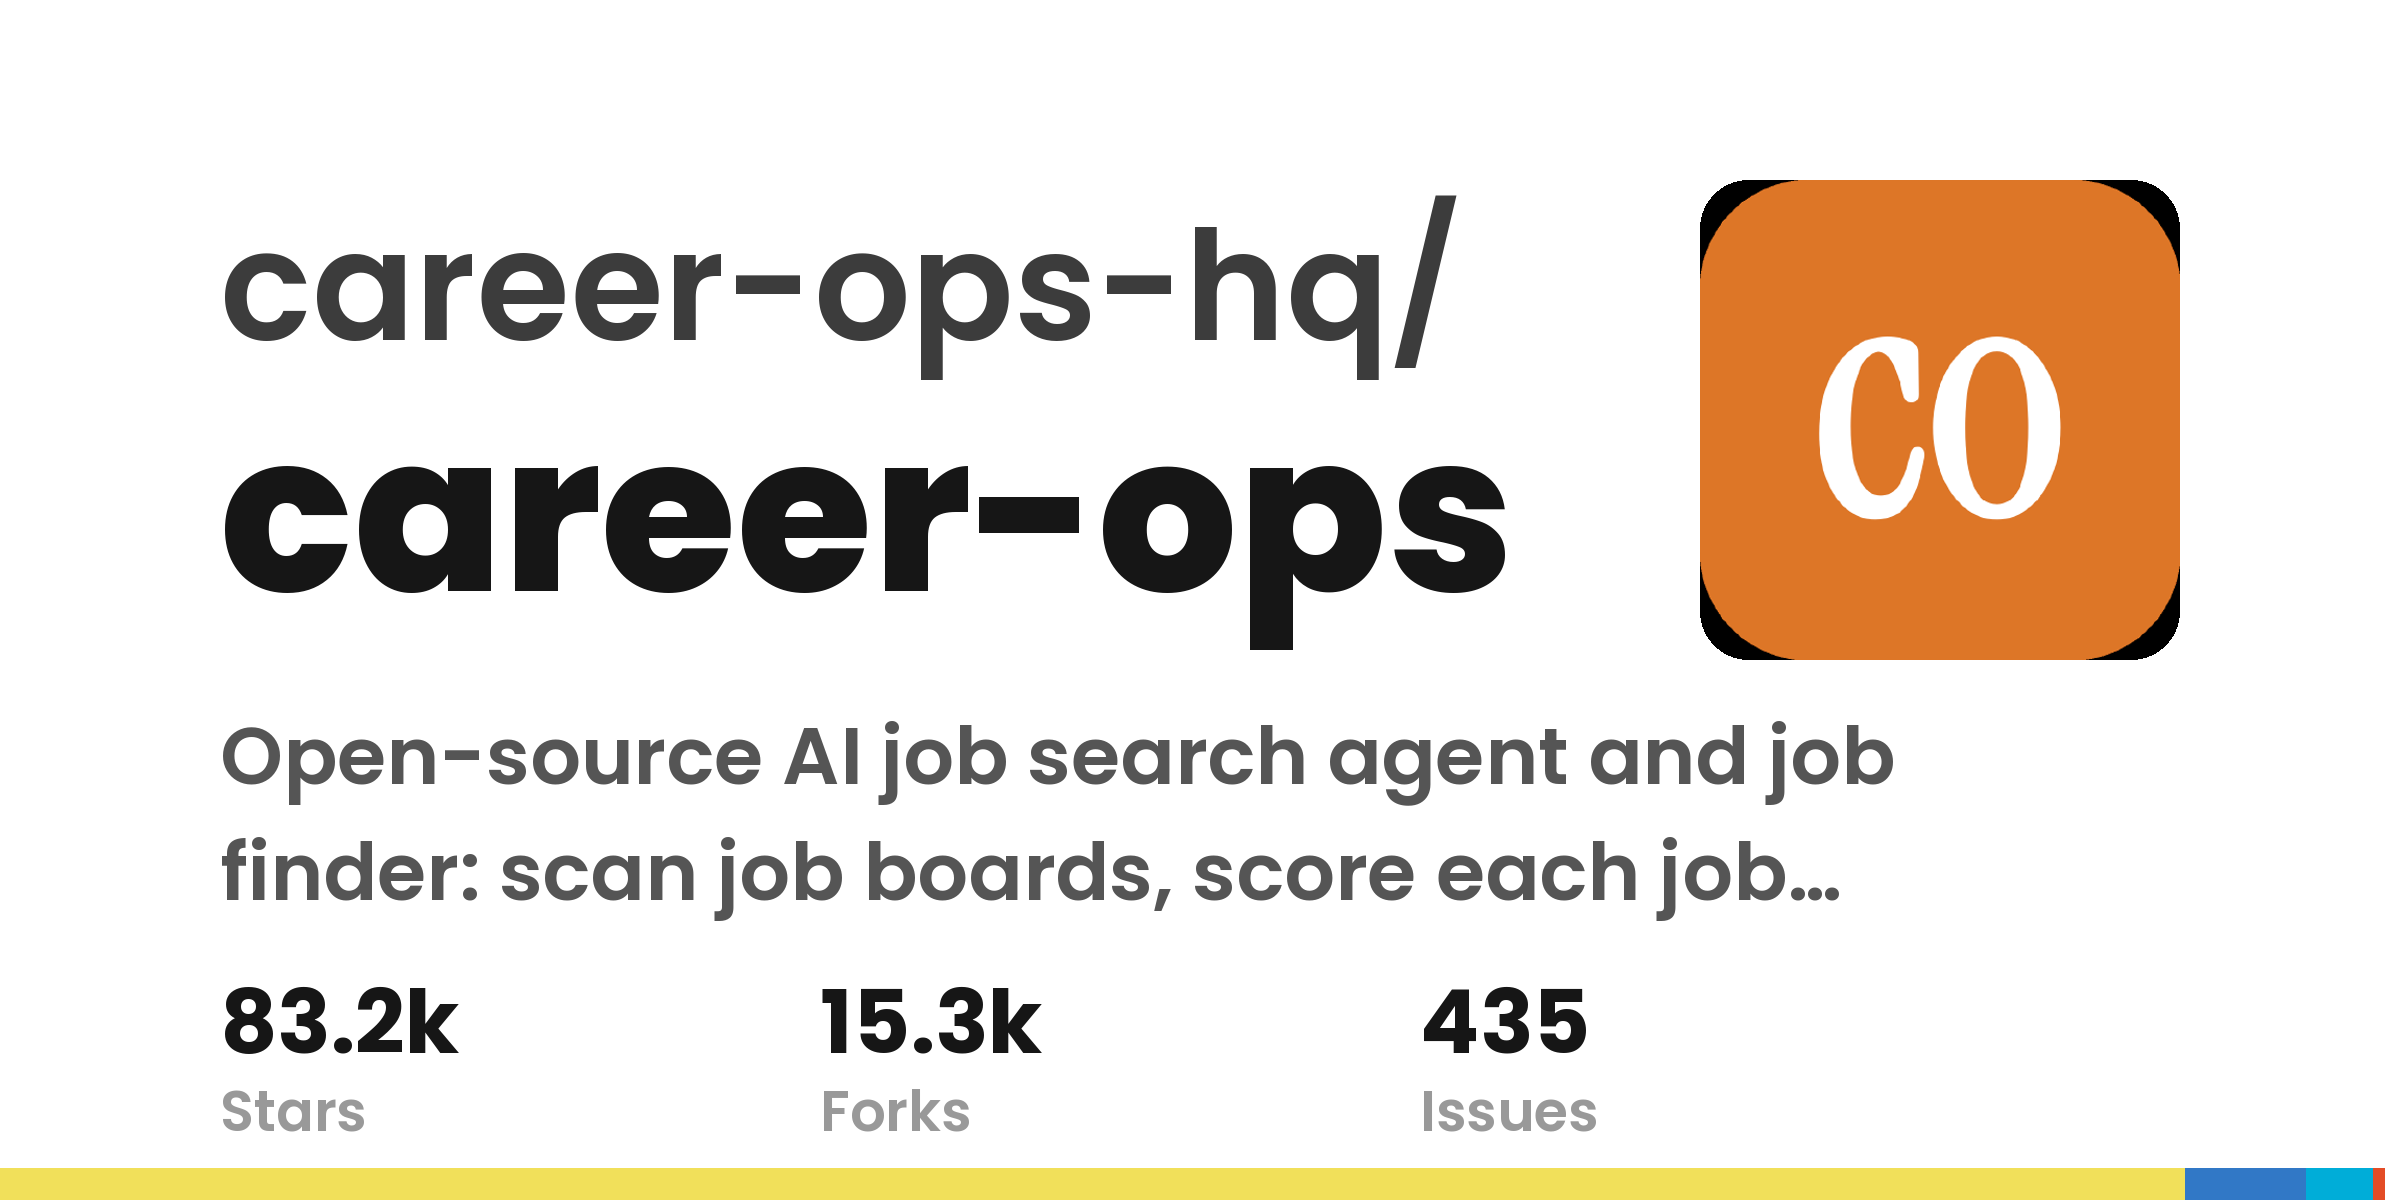 career-ops-hq/
career-ops
CO
Open-source AI job search agent and job
finder: scan job boards, score each job...
83.2k
15.3k
435
Stars
Forks
Issues